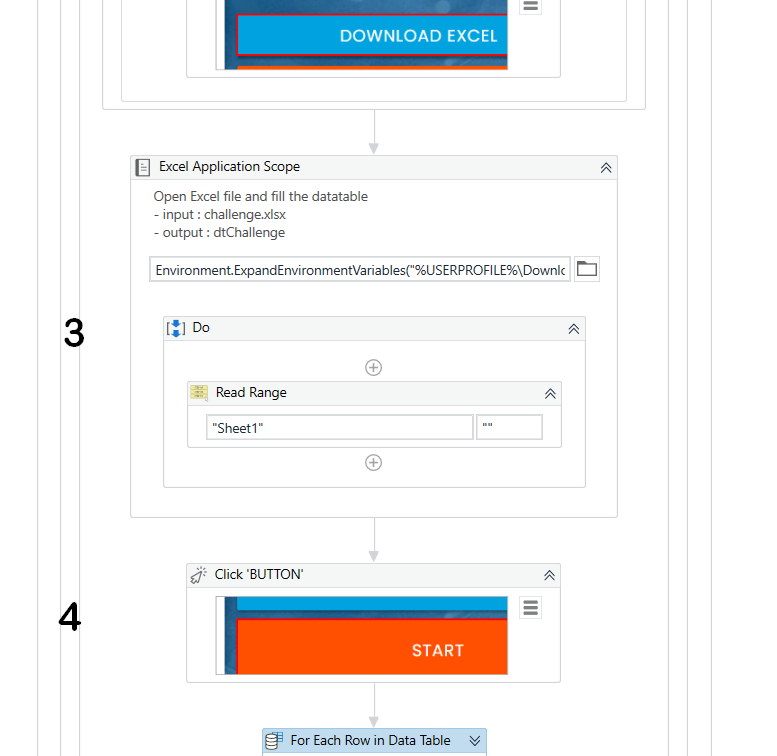 DOWNLOAD EXCEL
Excel Application Scope
Open Excel file and fill the datatable
- input : challenge.xlsx
- output : dtChallenge
Environment.ExpandEnvironmentVariables("%USERPROFILE%\Downlo
3
Do
Read Range
"Sheet1" ""
Click 'BUTTON'
4
START
For Each Row in Data Table